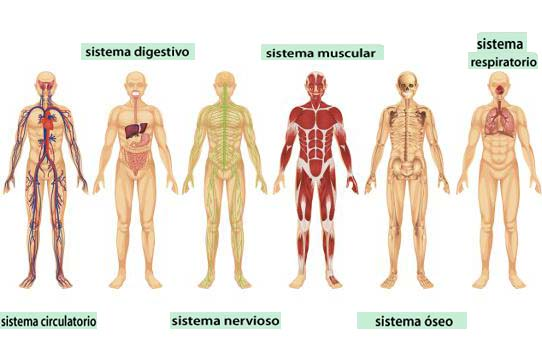 sistema digestivo
sistema muscular
sistema
respiratorio
sistema circulatorio
sistema nervioso
sistema óseo